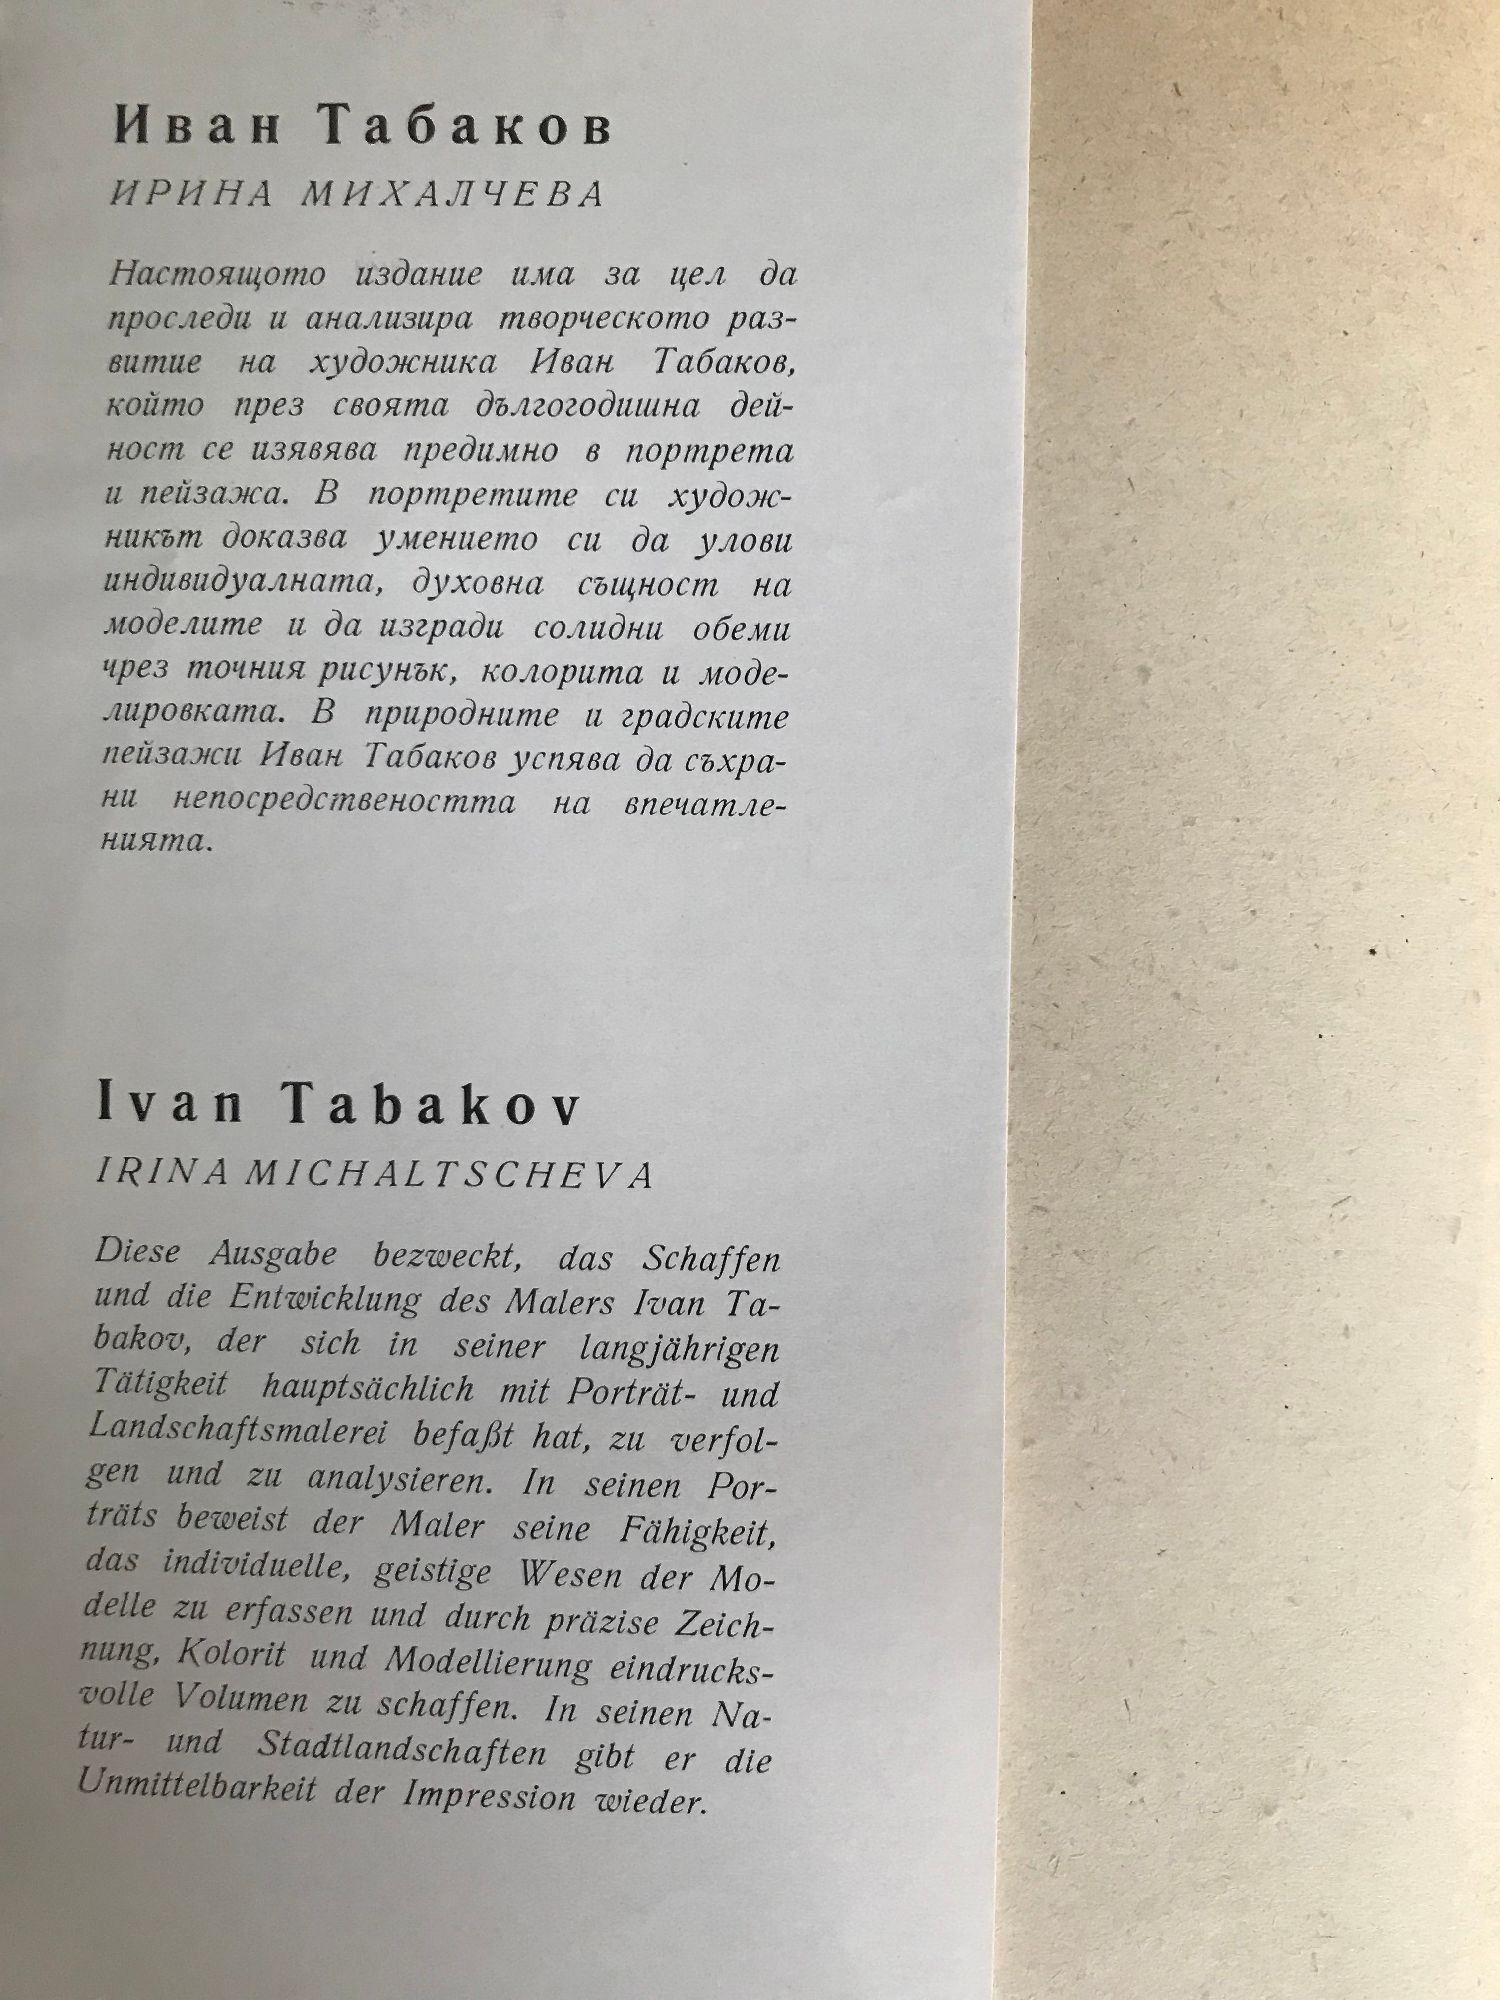 Иван Табаков
ИРИНА МИХАЛЧЕВА
Настоящото издание има за цел да
проследи и анализира творческото раз-
витие на художника Иван Табаков,
който през своята дългогодишна дей-
ност се изявява предимно в портрета
и пейзажа. В портретите си худож-
никът доказва умението си да улови
индивидуалната, духовна същност на
моделите и да изгради солидни обеми
чрез точния рисунък, колорита и моде-
лировката. В природните и градските
пейзажи Иван Табаков успява да съхра-
ни непосредствеността на впечатле-
нията.
Ivan Tabakov
IRINA MICHALTSCHEVA
Diese Ausgabe bezweckt, das Schaffen
und die Entwicklung des Malers Ivan Ta-
bakov, der sich in seiner langjährigen
Tätigkeit hauptsächlich mit Porträt- und
Landschaftsmalerei befaßt hat, zu verfol-
gen und zu analysieren. In seinen Por-
träts beweist der Maler seine Fähigkeit,
das individuelle, geistige Wesen der Mo-
delle zu erfassen und durch präzise Zeich-
nung, Kolorit und Modellierung eindrucks-
volle Volumen zu schaffen. In seinen Na-
tur- und Stadtlandschaften gibt er die
Unmittelbarkeit der Impression wieder.